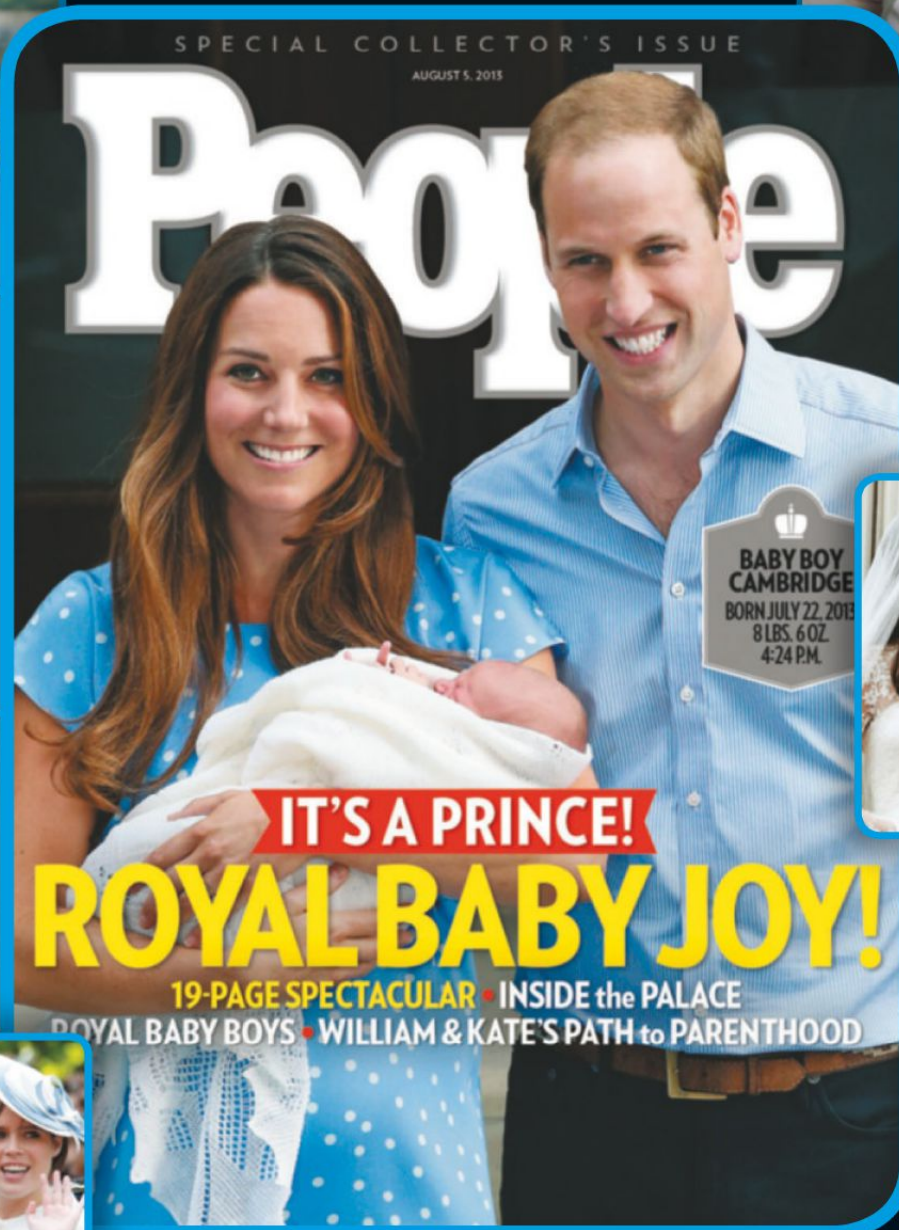 SPECIAL COLLECTOR'S ISSUE
AUGUST 5, 2013
People
BABY BOY
CAMBRIDGE
BORN JULY 22, 2013
8 LBS. 6 OZ.
4:24 P.M.
IT'S A PRINCE!
ROYAL BABY JOY!
19-PAGE SPECTACULAR • INSIDE the PALACE
ROYAL BABY BOYS • WILLIAM & KATE'S PATH to PARENTHOOD